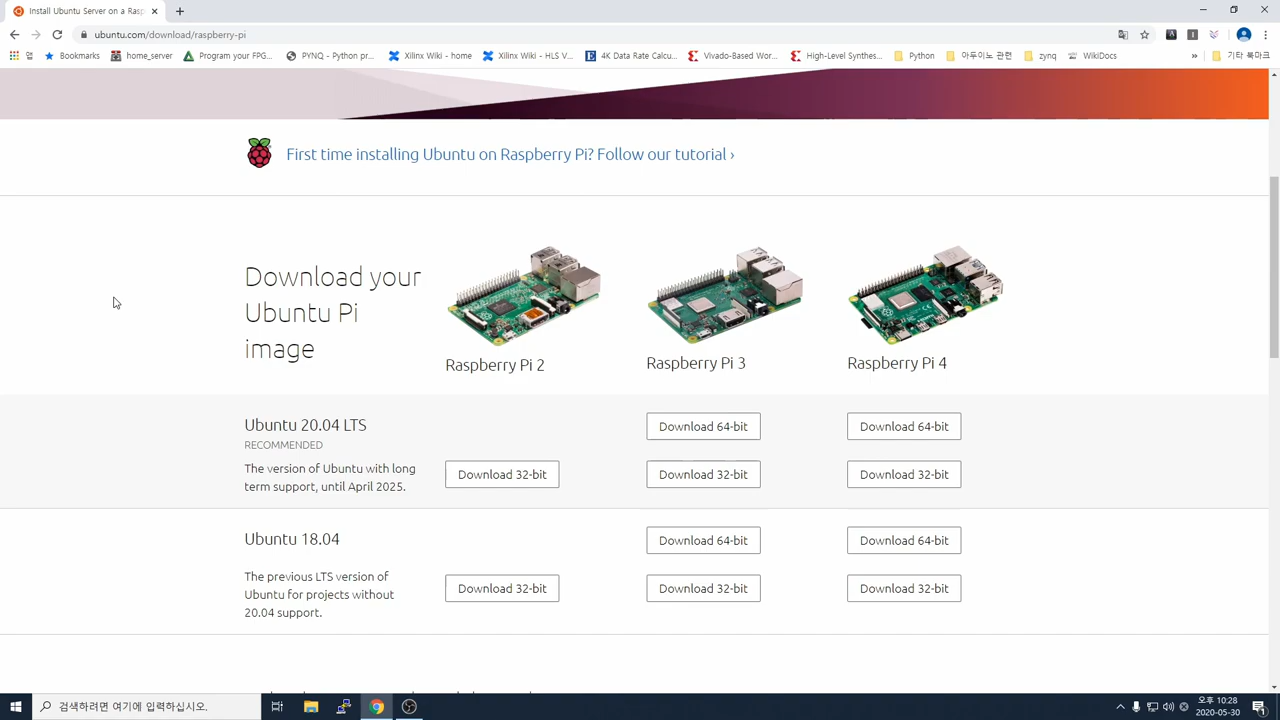 Install Ubuntu Server on a Rasp
ubuntu.com/download/raspberry-pi
앱
Bookmarks
home_server
Program your FPG...
PYNQ - Python pr...
Xilinx Wiki - home
Xilinx Wiki - HLS V...
4K Data Rate Calcu...
Vivado-Based Wor...
High-Level Synthes...
Python
아두이노 관련
zynq
WikiDocs
»
기타 북마크
First time installing Ubuntu on Raspberry Pi? Follow our tutorial ›
Download your
Ubuntu Pi
image
Raspberry Pi 2
Raspberry Pi 3
Raspberry Pi 4
Ubuntu 20.04 LTS
RECOMMENDED
The version of Ubuntu with long
term support, until April 2025.
Download 64-bit
Download 64-bit
Download 32-bit
Download 32-bit
Download 32-bit
Ubuntu 18.04
The previous LTS version of
Ubuntu for projects without
20.04 support.
Download 64-bit
Download 64-bit
Download 32-bit
Download 32-bit
Download 32-bit
검색하려면 여기에 입력하십시오.
오후 10:28
2020-05-30
1